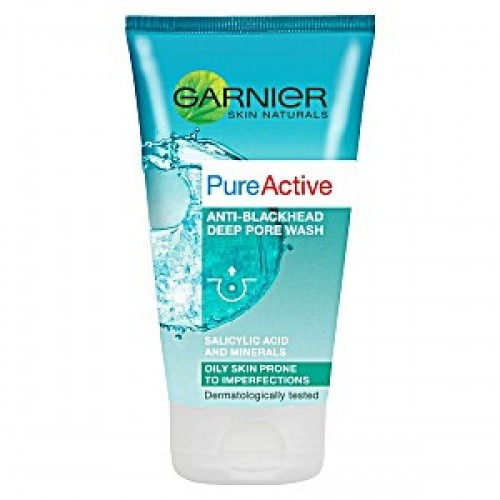 GARNIER
SKIN NATURALS
PureActive
ANTI-BLACKHEAD
DEEP PORE WASH
SALICYLIC ACID
AND MINERALS
OILY SKIN PRONE
TO IMPERFECTIONS
Dermatologically tested